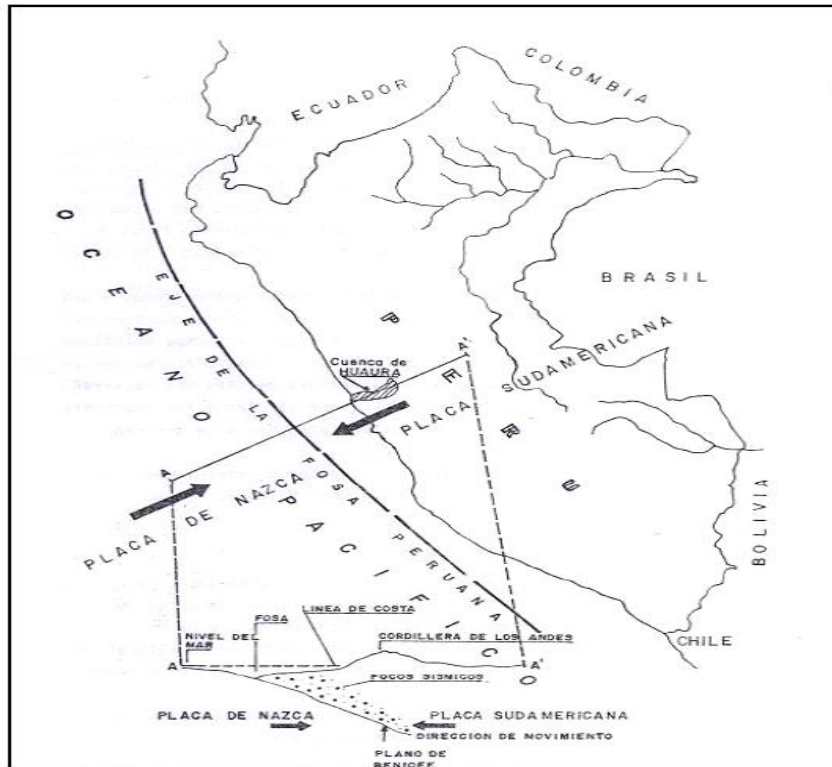 COLOMBIA
ECUADOR
OCEANO
PACIFICO
EJE DE LA FOSA PERUANA
BRASIL
PERU
Cuenca de
HUAURA
A'
PLACA SUDAMERICANA
A
PLACA DE NAZCA
BOLIVIA
CHILE
LINEA DE COSTA
FOSA
NIVEL DEL
MAR
CORDILLERA DE LOS ANDES
A
A'
FOCOS SISMICOS
PLACA DE NAZCA
PLACA SUDAMERICANA
DIRECCION DE MOVIMIENTO
PLANO DE
BENIOFF